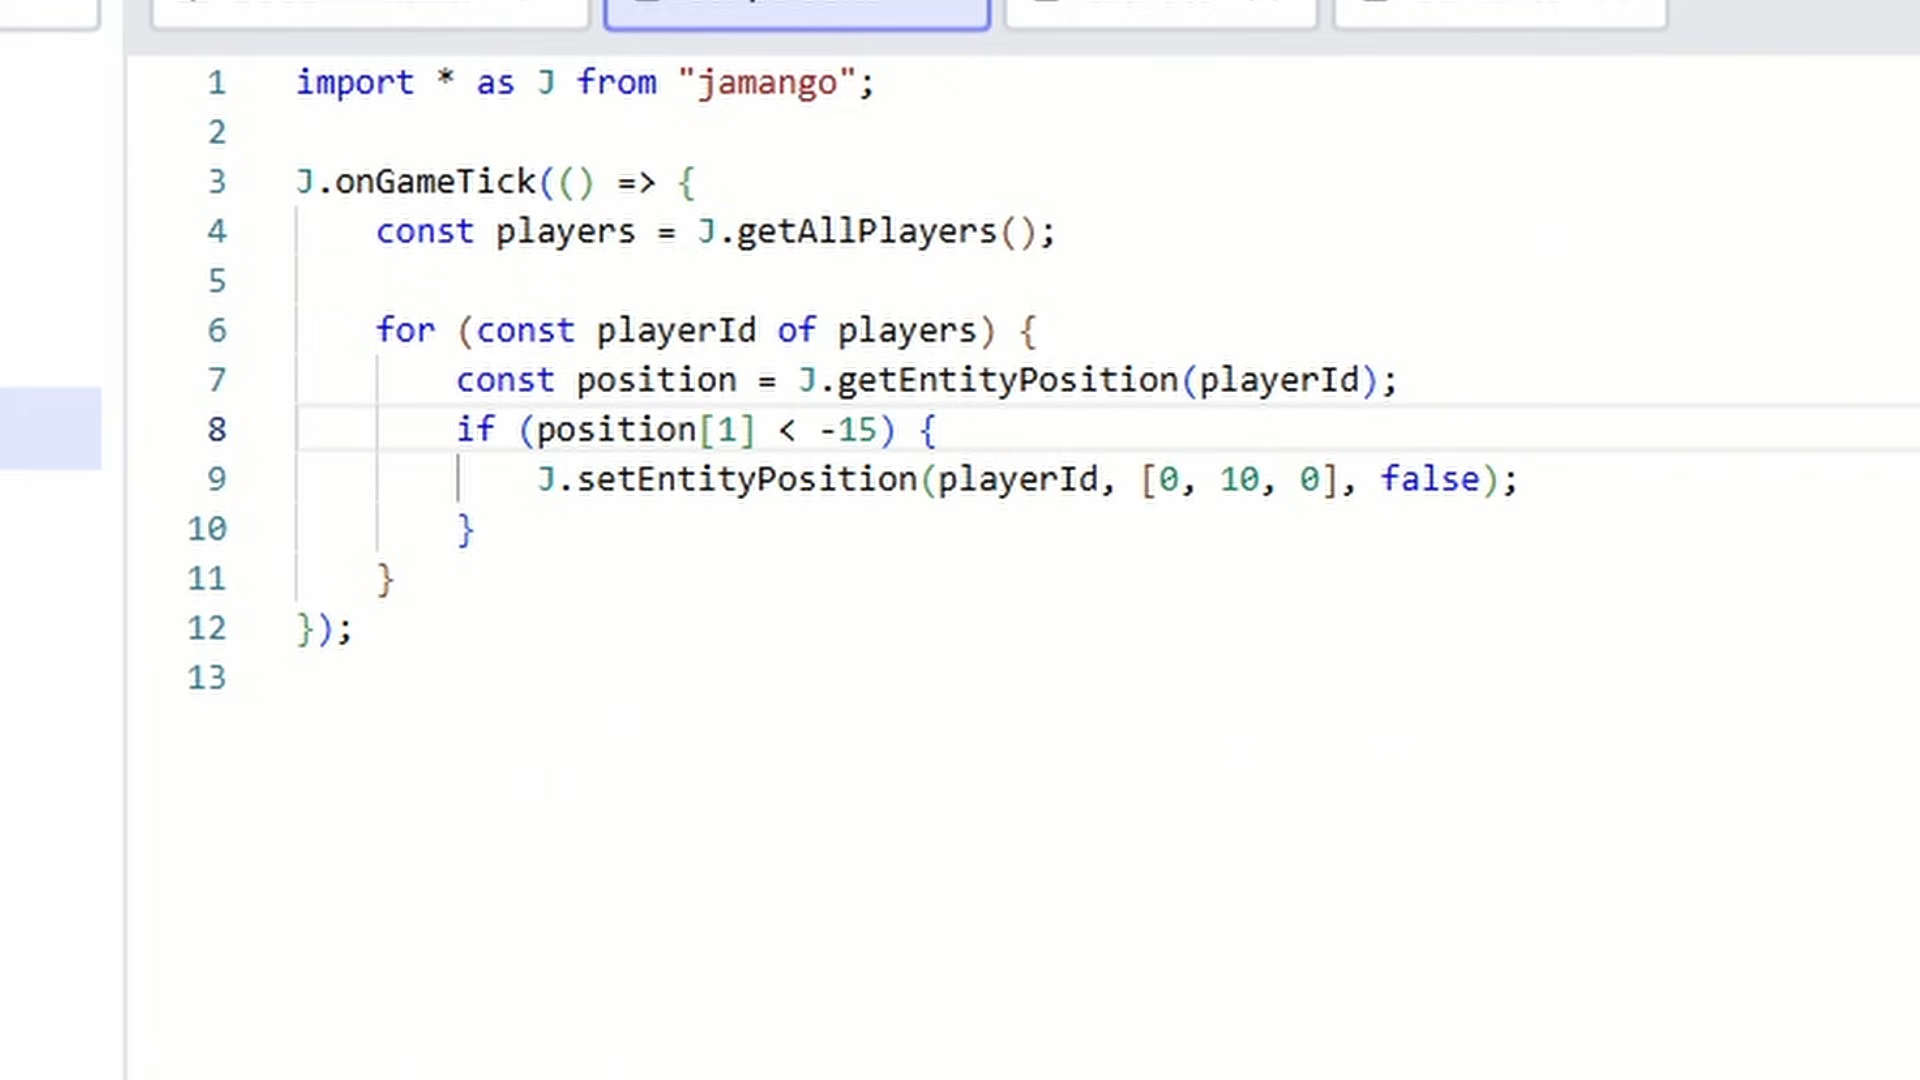 1 import * as J from "jamango";
2
3 J.onGameTick(() => {
4 const players = J.getAllPlayers();
5
6 for (const playerId of players) {
7 const position = J.getEntityPosition(playerId);
8 if (position[1] < -15) {
9 J.setEntityPosition(playerId, [0, 10, 0], false);
10 }
11 }
12 });
13